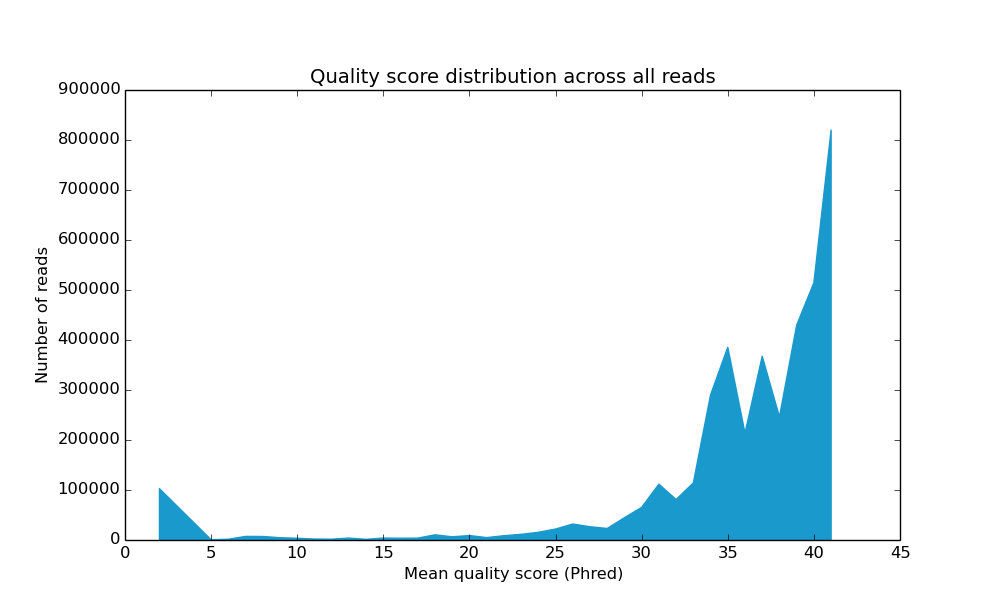 Quality score distribution across all reads
900000
800000
700000
600000
500000
400000
300000
200000
100000
0
Number of reads
0 5 10 15 20 25 30 35 40 45
Mean quality score (Phred)